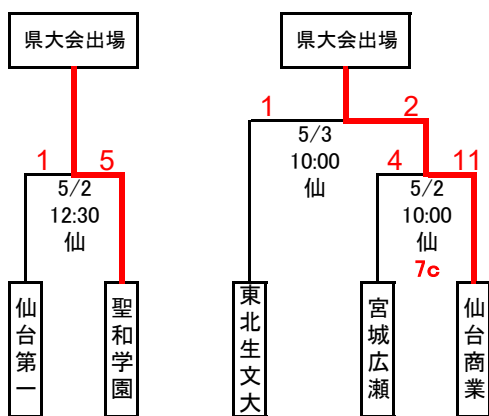 県大会出場
県大会出場
1 2
5/3
10:00
仙
1 5
4 11
5/2
12:30
仙
5/2
10:00
仙
7c
仙台第一
聖和学園
東北生文大
宮城広瀬
仙台商業